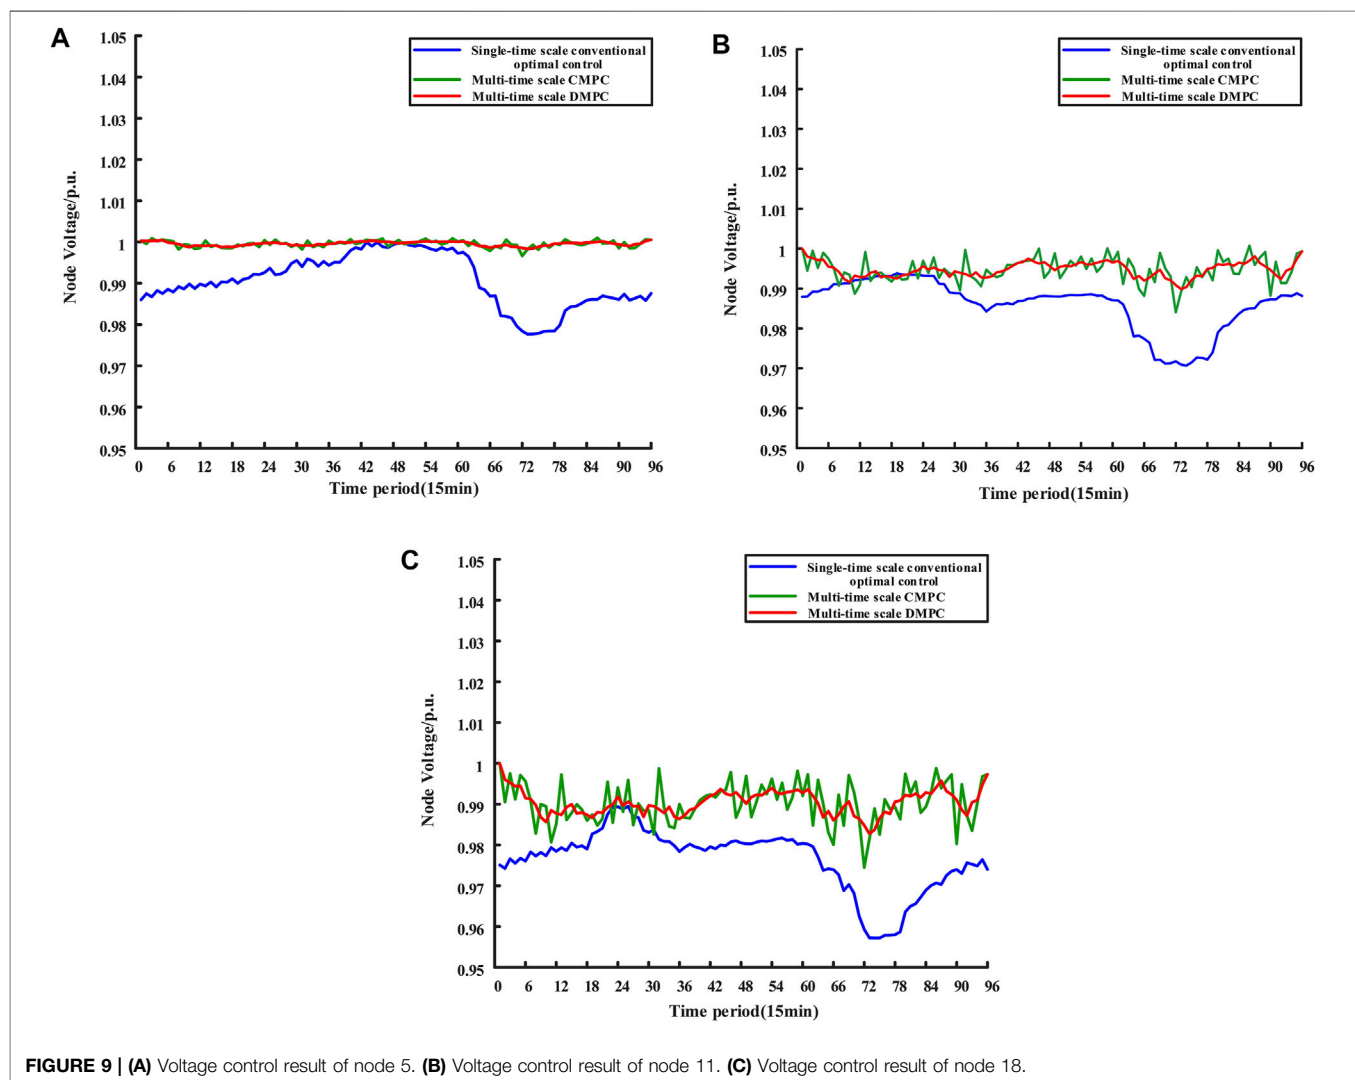 A
1.05
1.04
1.03
1.02
1.01
1
0.99
0.98
0.97
0.96
0.95
Node Voltage/p.u.
Single-time scale conventional
optimal control
Multi-time scale CMPC
Multi-time scale DMPC
0 6 12 18 24 30 36 42 48 54 60 66 72 78 84 90 96
Time period(15min)
B
1.05
1.04
1.03
1.02
1.01
1
0.99
0.98
0.97
0.96
0.95
Node Voltage/p.u.
Single-time scale conventional
optimal control
Multi-time scale CMPC
Multi-time scale DMPC
0 6 12 18 24 30 36 42 48 54 60 66 72 78 84 90 96
Time period(15min)
C
1.05
1.04
1.03
1.02
1.01
1
0.99
0.98
0.97
0.96
0.95
Node Voltage/p.u.
Single-time scale conventional
optimal control
Multi-time scale CMPC
Multi-time scale DMPC
0 6 12 18 24 30 36 42 48 54 60 66 72 78 84 90 96
Time period(15min)
FIGURE 9 | (A) Voltage control result of node 5. (B) Voltage control result of node 11. (C) Voltage control result of node 18.